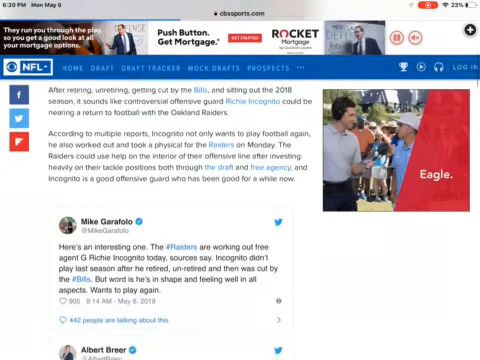 6:20 PM Mon May 6
23%
cbssports.com
They run you through the play,
so you get a good look at all
your mortgage options.
Push Button.
Get Mortgage.
GET STARTED
ROCKET
Mortgage
by Quicken Loans
NFL
HOME DRAFT DRAFT TRACKER MOCK DRAFTS PROSPECTS ...
LOG IN
After retiring, unretiring, getting cut by the Bills, and sitting out the 2018
season, it sounds like controversial offensive guard Richie Incognito could be
nearing a return to football with the Oakland Raiders.
According to multiple reports, Incognito not only wants to play football again,
he also worked out and took a physical for the Raiders on Monday. The
Raiders could use help on the interior of their offensive line after investing
heavily on their tackle positions both through the draft and free agency, and
Incognito is a good offensive guard who has been good for a while now.
Eagle.
Mike Garafolo
@MikeGarafolo
Here's an interesting one. The #Raiders are working out free
agent G Richie Incognito today, sources say. Incognito didn't
play last season after he retired, un-retired and then was cut by
the #Bills. But word is he's in shape and feeling well in all
aspects. Wants to play again.
905 9:14 AM - May 6, 2019
442 people are talking about this
Albert Breer
@AlbertBreer